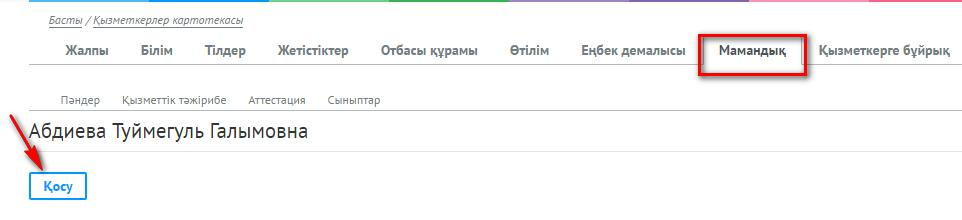 Басты / Қызметкерлер картотекасы
Жалпы Білім Тілдер Жетістіктер Отбасы құрамы Өтілім Еңбек демалысы Мамандық Қызметкерге бұйрық
Пәндер Қызметтік тәжірибе Аттестация Сыныптар
Абдиева Туймегуль Галымовна
Қосу